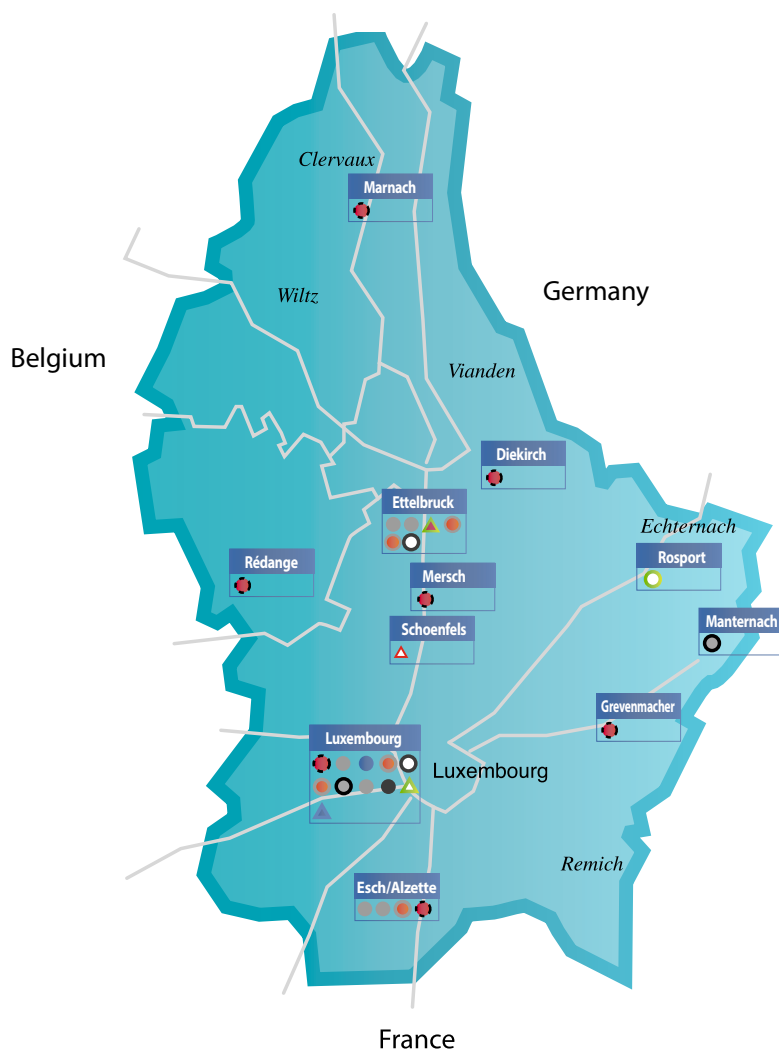 Clervaux
Marnach
Wiltz
Germany
Belgium
Vianden
Diekirch
Ettelbruck
Echternach
Rédange
Rosport
Mersch
Manternach
Schoenfels
Grevenmacher
Luxembourg
Luxembourg
Remich
Esch/Alzette
France